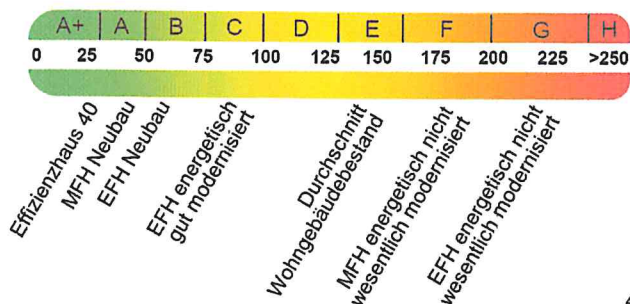 A+ A B C D E F G H
0 25 50 75 100 125 150 175 200 225 >250
Effizienzhaus 40
MFH Neubau
EFH Neubau
EFH energetisch
gut modernisiert
Durchschnitt
Wohngebäudebestand
MFH energetisch nicht
wesentlich modernisiert
EFH energetisch nicht
wesentlich modernisiert